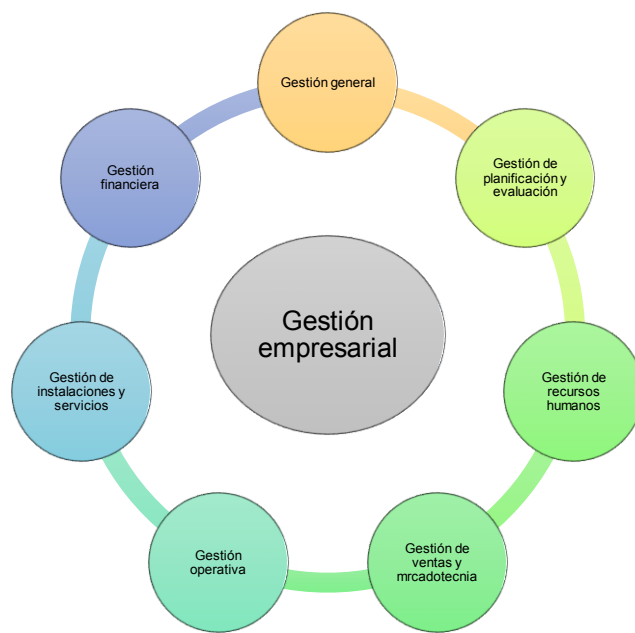 Gestión general
Gestión de
planificación y
evaluación
Gestión de
recursos
humanos
Gestión de
ventas y
mrcadotecnia
Gestión
operativa
Gestión de
instalaciones y
servicios
Gestión
financiera
Gestión
empresarial